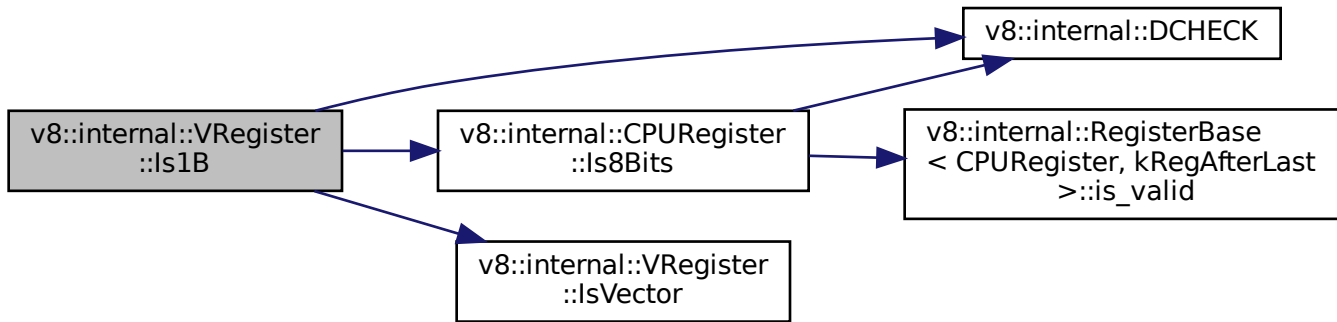 v8::internal::VRegister
::Is1B
v8::internal::DCHECK
v8::internal::CPURegister
::Is8Bits
v8::internal::RegisterBase
< CPURegister, kRegAfterLast
>::is_valid
v8::internal::VRegister
::IsVector